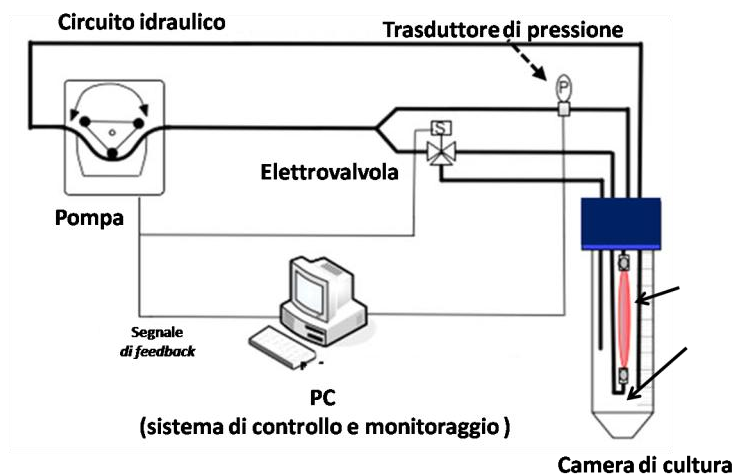 Circuito idraulico
Trasduttore di pressione
P
S
Elettrovalvola
Pompa
Segnale
di feedback
PC
(sistema di controllo e monitoraggio )
Camera di cultura